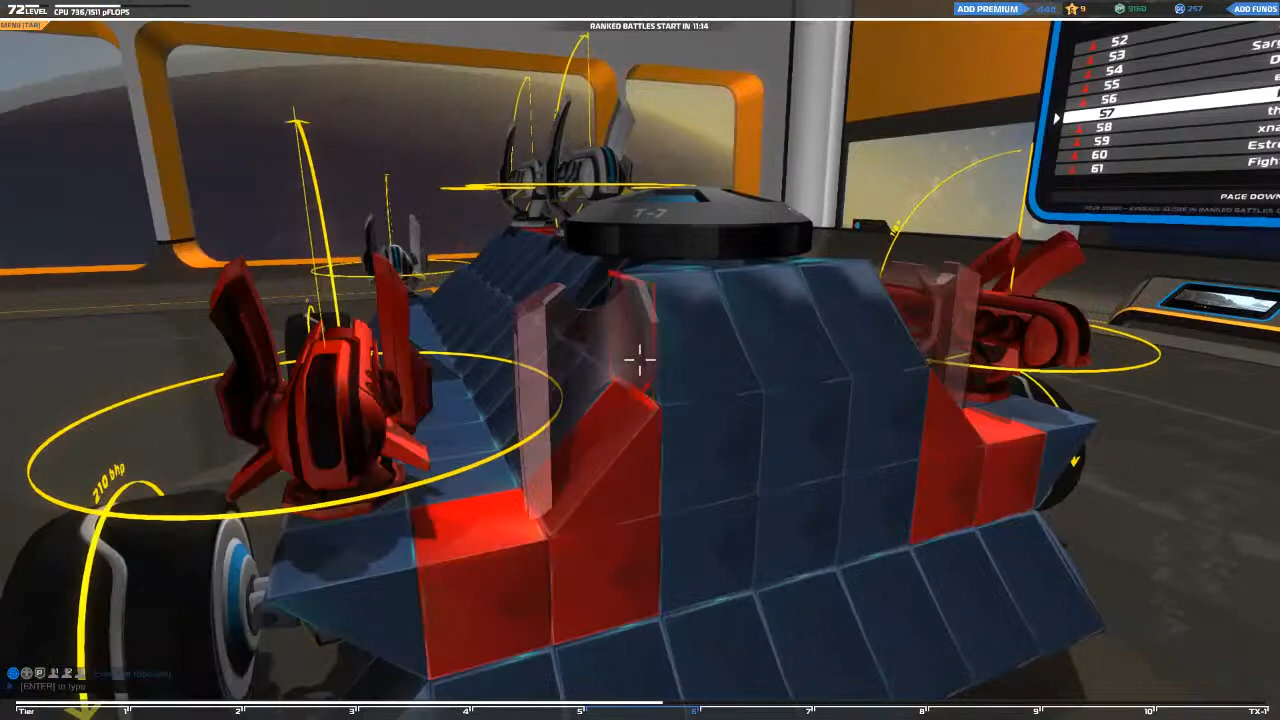 72 LEVEL
CPU 736/1511 pFLOPS
ADD PREMIUM
9
9160
257
ADD FUNDS
MENU [TAB]
RANKED BATTLES START IN 11:14
52
53
54
55
56
57
58
59
60
61
Estre
Fight
PAGE DOWN
T-7
210 bhp
[ENTER] to type
Tier 1 2 3 4 5 6 7 8 9 10 TX-1